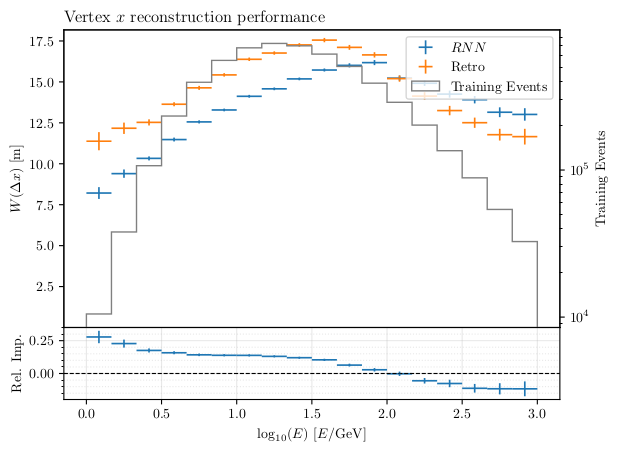 Vertex x reconstruction performance
17.5
15.0
12.5
10.0
7.5
5.0
2.5
W(Δx) [m]
RNN
Retro
Training Events
10^5
10^4
Training Events
0.25
0.00
Rel. Imp.
0.0 0.5 1.0 1.5 2.0 2.5 3.0
log_10(E) [E/GeV]